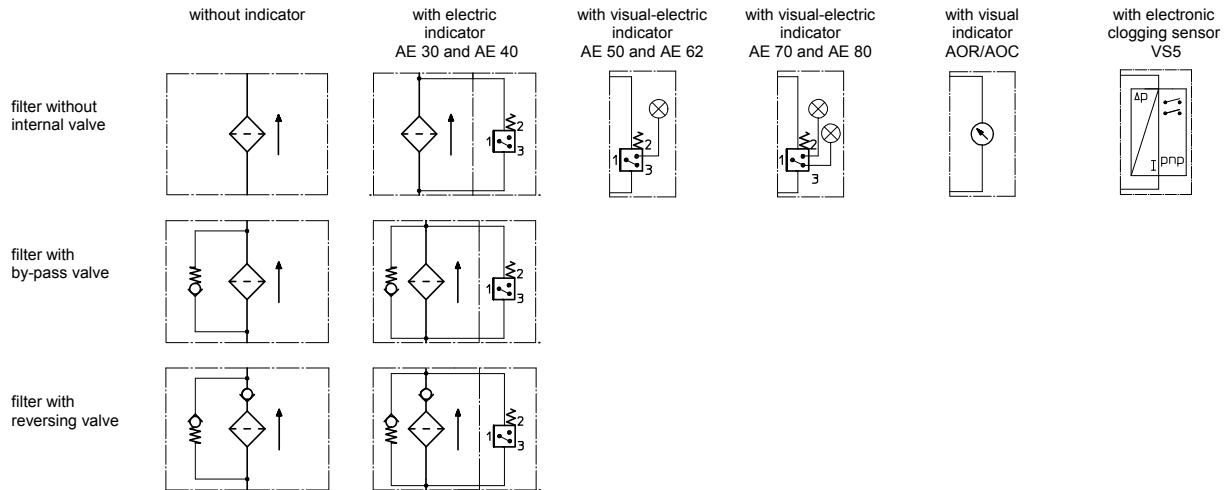 without indicator
with electric
indicator
AE 30 and AE 40
with visual-electric
indicator
AE 50 and AE 62
with visual-electric
indicator
AE 70 and AE 80
with visual
indicator
AOR/AOC
with electronic
clogging sensor
VS5
filter without
internal valve
1
2
3
1
2
3
1
2
3
Δp
I
pnp
filter with
by-pass valve
1
2
3
filter with
reversing valve
1
2
3